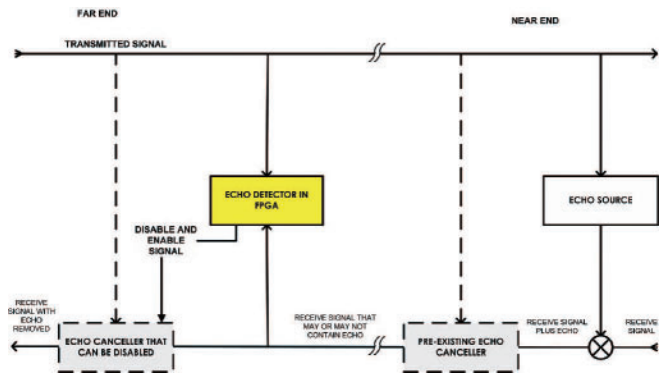 FAR END
NEAR END
TRANSMITTED SIGNAL
ECHO DETECTOR IN
FPGA
ECHO SOURCE
DISABLE AND
ENABLE
SIGNAL
RECEIVE
SIGNAL WITH
ECHO
REMOVED
ECHO CANCELLER THAT
CAN BE DISABLED
RECEIVE SIGNAL THAT
MAY OR MAY NOT
CONTAIN ECHO
PRE-EXISTING ECHO
CANCELLER
RECEIVE SIGNAL
PLUS ECHO
RECEIVE
SIGNAL